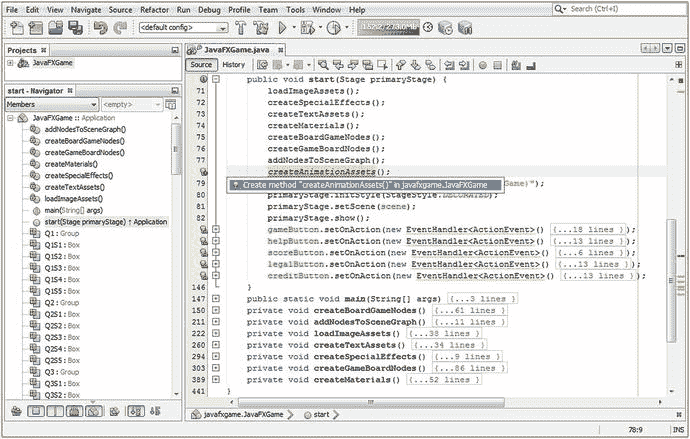 File Edit View Navigate Source Refactor Run Debug Profile Team Tools Window Help
Search (Ctrl+I)
<default config>
Projects
JavaFXGame
start - Navigator
Members
<empty>
JavaFXGame :: Application
addNodesToSceneGraph()
createBoardGameNodes()
createGameBoardNodes()
createMaterials()
createSpecialEffects()
createTextAssets()
loadImageAssets()
main(String[] args)
start(Stage primaryStage) ↑ Application
Q1 : Group
Q1S1 : Box
Q1S2 : Box
Q1S3 : Box
Q1S4 : Box
Q1S5 : Box
Q2 : Group
Q2S1 : Box
Q2S2 : Box
Q2S3 : Box
Q2S4 : Box
Q2S5 : Box
Q3 : Group
Q3S1 : Box
Q3S2 : Box
JavaFXGame.java
Source History
public void start(Stage primaryStage) {
71 loadImageAssets();
72 createSpecialEffects();
73 createTextAssets();
74 createMaterials();
75 createBoardGameNodes();
76 createGameBoardNodes();
77 addNodesToSceneGraph();
createAnimationAssets();
Create method "createAnimationAssets()" in javafxgame.JavaFXGame
79 Game)");
80 primaryStage.initStyle(StageStyle.DECORATED);
81 primaryStage.setScene(scene);
82 primaryStage.show();
gameButton.setOnAction(new EventHandler<ActionEvent>() {...18 lines });
helpButton.setOnAction(new EventHandler<ActionEvent>() {...13 lines });
scoreButton.setOnAction(new EventHandler<ActionEvent>() {...6 lines });
legalButton.setOnAction(new EventHandler<ActionEvent>() {...13 lines });
creditButton.setOnAction(new EventHandler<ActionEvent>() {...13 lines });
146 }
147 public static void main(String[] args) {...3 lines }
150 private void createBoardGameNodes() {...61 lines }
211 private void addNodesToSceneGraph() {...11 lines }
222 private void loadImageAssets() {...38 lines }
260 private void createTextAssets() {...34 lines }
294 private void createSpecialEffects() {...9 lines }
303 private void createGameBoardNodes() {...86 lines }
389 private void createMaterials() {...52 lines }
441 }
javafxgame.JavaFXGame start
78:9 INS